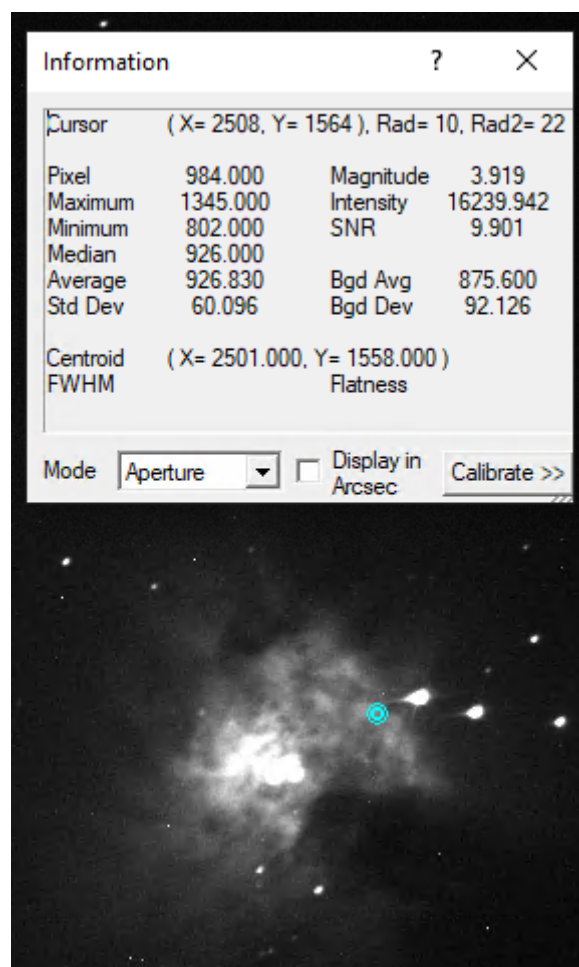 Information ? X
Cursor ( X= 2508, Y= 1564 ), Rad= 10, Rad2= 22
Pixel 984.000 Magnitude 3.919
Maximum 1345.000 Intensity 16239.942
Minimum 802.000 SNR 9.901
Median 926.000
Average 926.830 Bgd Avg 875.600
Std Dev 60.096 Bgd Dev 92.126
Centroid ( X= 2501.000, Y= 1558.000 )
FWHM Flatness
Mode Aperture Display in Arcsec Calibrate >>